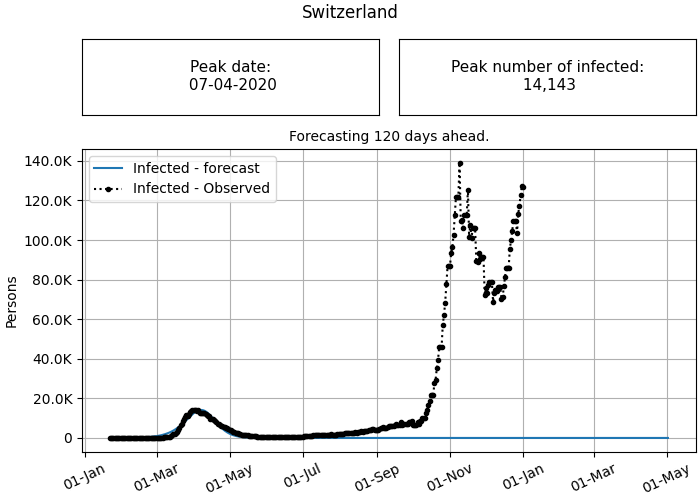 Switzerland
Peak date:
07-04-2020
Peak number of infected:
14,143
Forecasting 120 days ahead.
Infected - forecast
Infected - Observed
140.0K
120.0K
100.0K
80.0K
60.0K
40.0K
20.0K
0
Persons
01-Jan
01-Mar
01-May
01-Jul
01-Sep
01-Nov
01-Jan
01-Mar
01-May